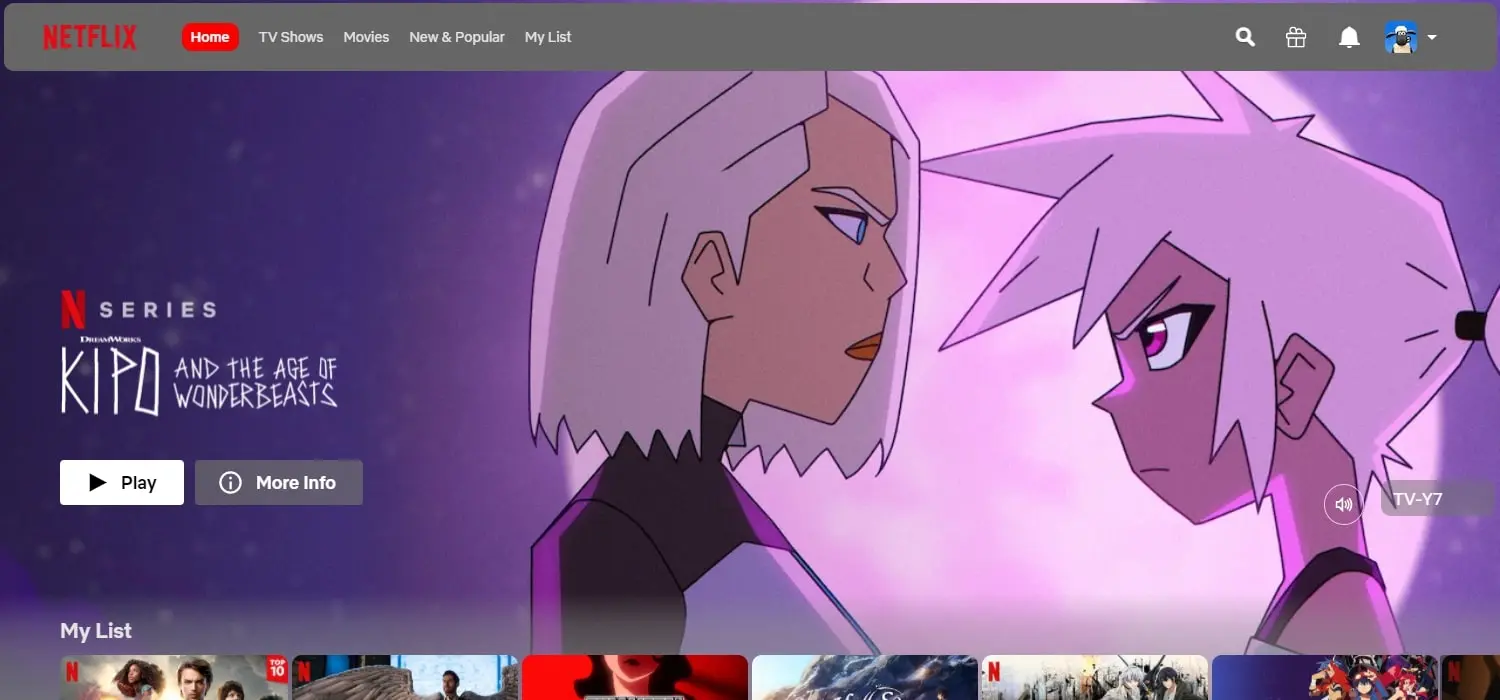 NETFLIX
Home TV Shows Movies New & Popular My List
N SERIES
DREAMWORKS
KIPO AND THE AGE OF
WONDERBEASTS
Play More Info
TV-Y7
My List
N
TOP
10
N
N
N